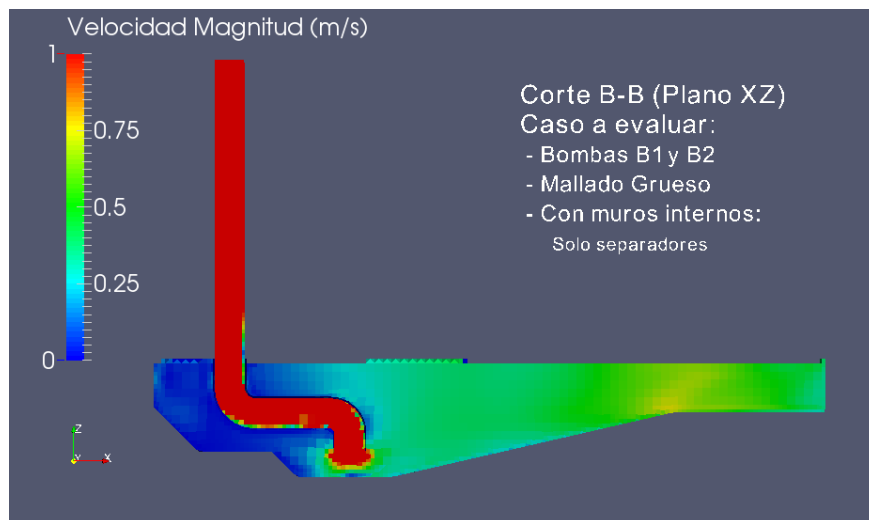 Velocidad Magnitud (m/s)
1
0.75
0.5
0.25
0
Corte B-B (Plano XZ)
Caso a evaluar:
- Bombas B1 y B2
- Mallado Grueso
- Con muros internos:
Solo separadores
Z
Y X